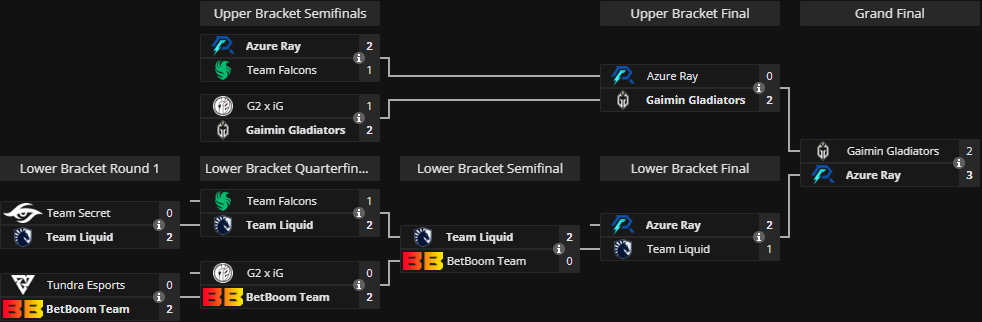 Upper Bracket Semifinals
Upper Bracket Final
Grand Final
Azure Ray 2
Team Falcons 1
G2 x iG 1
Gaimin Gladiators 2
Azure Ray 0
Gaimin Gladiators 2
Gaimin Gladiators 2
Azure Ray 3
Lower Bracket Round 1
Lower Bracket Quarterfin...
Lower Bracket Semifinal
Lower Bracket Final
Team Secret 0
Team Liquid 2
Tundra Esports 0
BB BetBoom Team 2
Team Falcons 1
Team Liquid 2
G2 x iG 0
BB BetBoom Team 2
Team Liquid 2
BB BetBoom Team 0
Azure Ray 2
Team Liquid 1